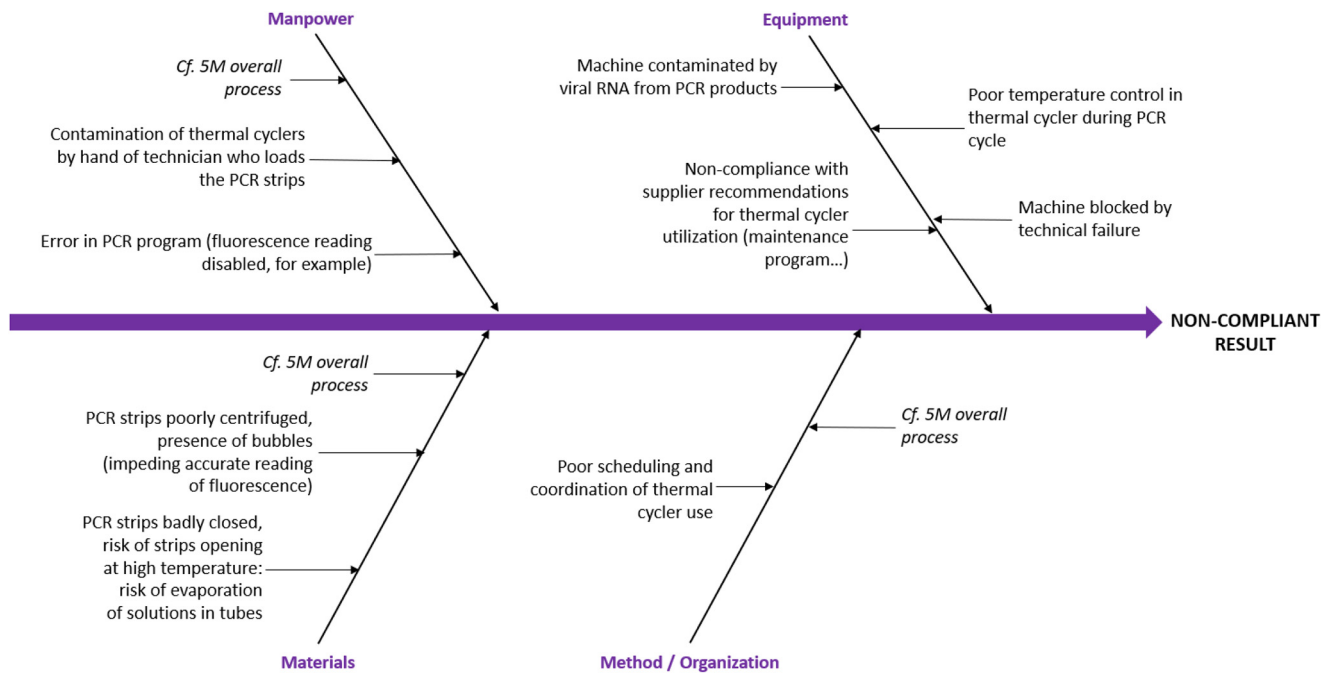 Manpower
Cf. 5M overall
process
Contamination of thermal cyclers
by hand of technician who loads
the PCR strips
Error in PCR program (fluorescence reading
disabled, for example)
Equipment
Machine contaminated by
viral RNA from PCR products
Poor temperature control in
thermal cycler during PCR
cycle
Non-compliance with
supplier recommendations
for thermal cycler
utilization (maintenance
program...)
Machine blocked by
technical failure
NON-COMPLIANT
RESULT
Cf. 5M overall
process
PCR strips poorly centrifuged,
presence of bubbles
(impeding accurate reading
of fluorescence)
PCR strips badly closed,
risk of strips opening
at high temperature:
risk of evaporation
of solutions in tubes
Materials
Cf. 5M overall
process
Poor scheduling and
coordination of thermal
cycler use
Method / Organization